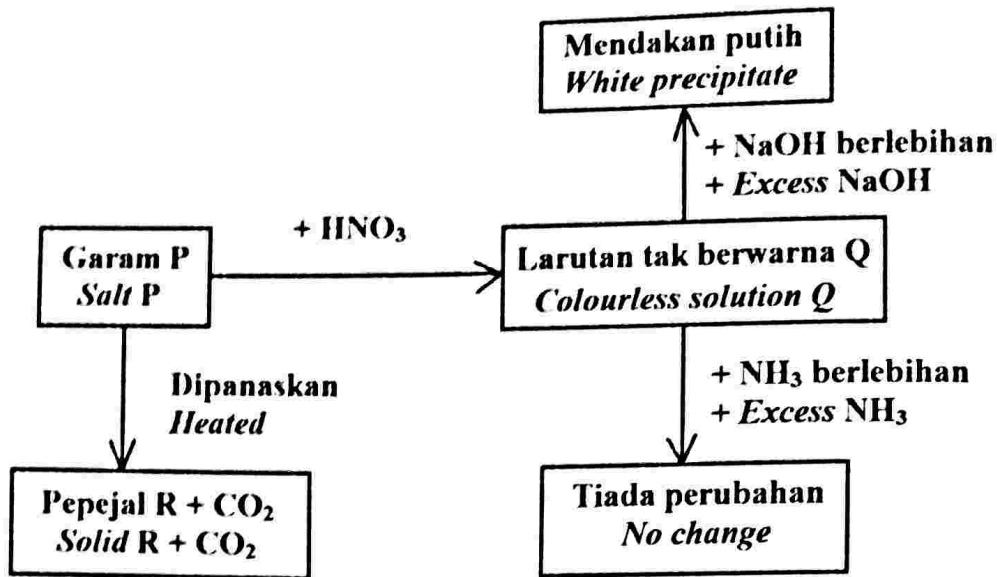 Mendakan putih
White precipitate
+ NaOH berlebihan
+ Excess NaOH
+ HNO₃
Garam P
Salt P
Larutan tak berwarna Q
Colourless solution Q
Dipanaskan
Heated
+ NH₃ berlebihan
+ Excess NH₃
Pepejal R + CO₂
Solid R + CO₂
Tiada perubahan
No change